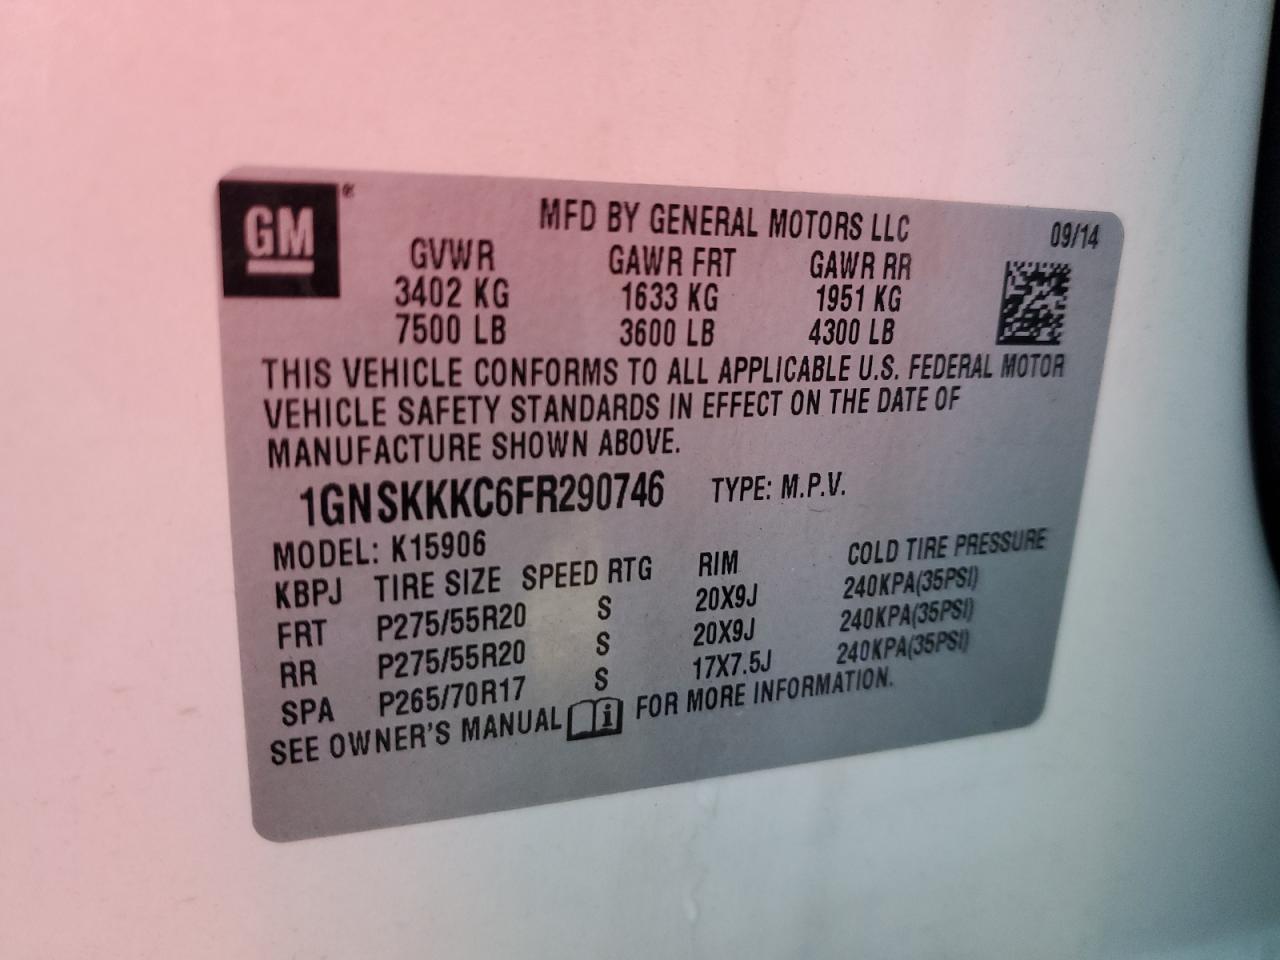 GM®
MFD BY GENERAL MOTORS LLC 09/14
GVWR GAWR FRT GAWR RR
3402 KG 1633 KG 1951 KG
7500 LB 3600 LB 4300 LB
THIS VEHICLE CONFORMS TO ALL APPLICABLE U.S. FEDERAL MOTOR
VEHICLE SAFETY STANDARDS IN EFFECT ON THE DATE OF
MANUFACTURE SHOWN ABOVE.
1GNSKKKC6FR290746 TYPE: M.P.V.
MODEL: K15906
KBPJ TIRE SIZE SPEED RTG RIM COLD TIRE PRESSURE
FRT P275/55R20 S 20X9J 240KPA(35PSI)
RR P275/55R20 S 20X9J 240KPA(35PSI)
SPA P265/70R17 S 17X7.5J 240KPA(35PSI)
SEE OWNER'S MANUAL i FOR MORE INFORMATION.